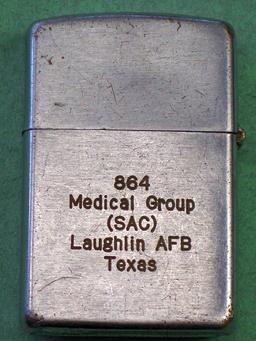 864
Medical Group
(SAC)
Laughlin AFB
Texas